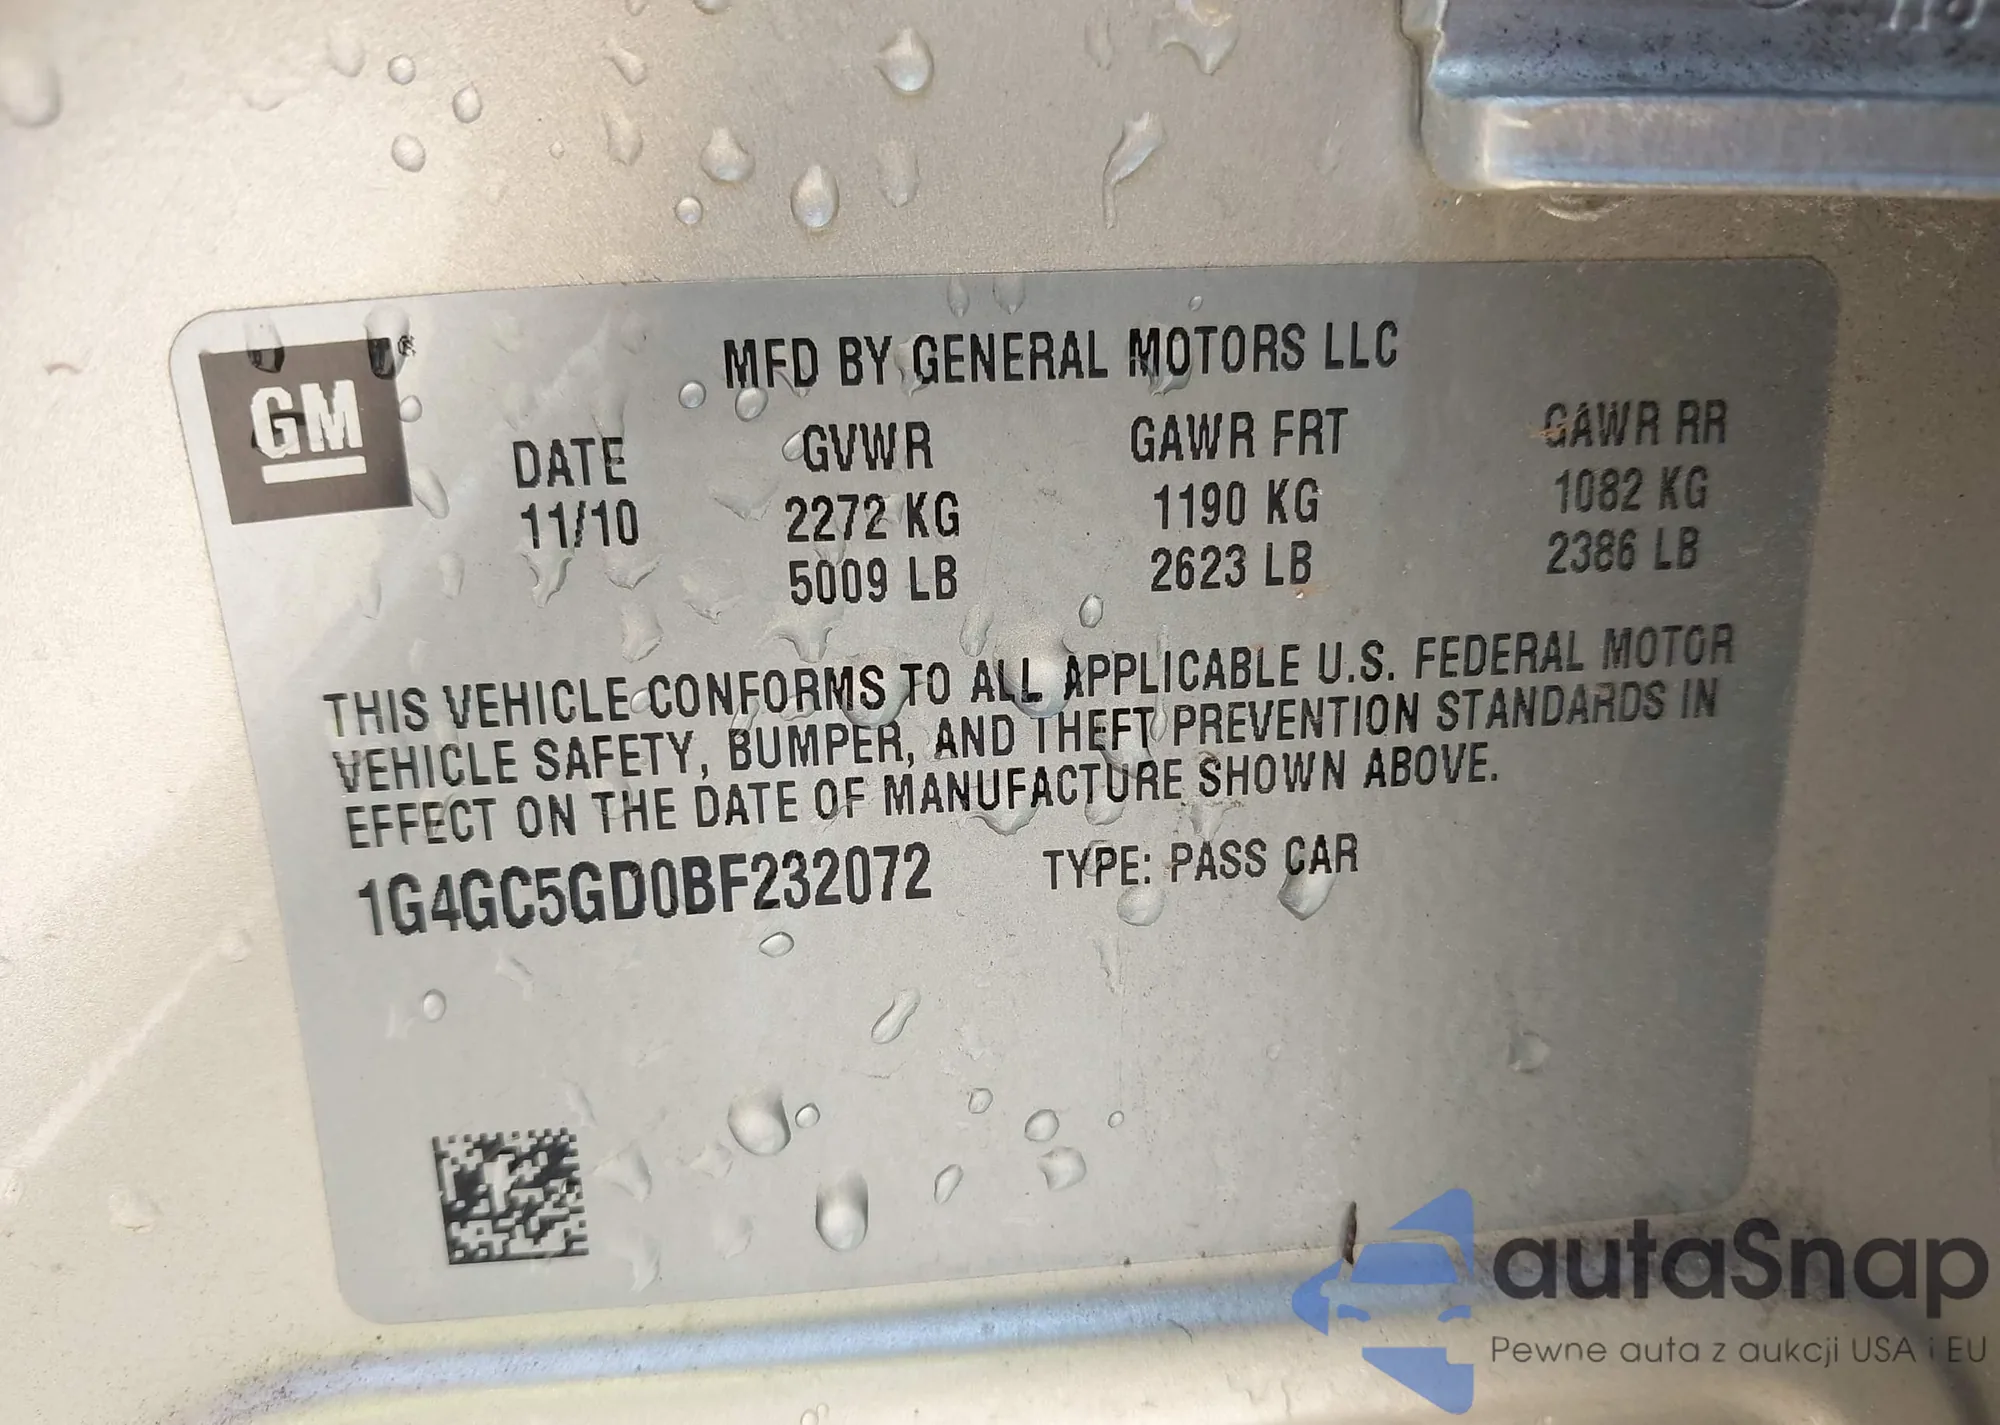 GM
MFD BY GENERAL MOTORS LLC
DATE GVWR GAWR FRT GAWR RR
11/10 2272 KG 1190 KG 1082 KG
5009 LB 2623 LB 2386 LB
THIS VEHICLE CONFORMS TO ALL APPLICABLE U.S. FEDERAL MOTOR
VEHICLE SAFETY, BUMPER, AND THEFT PREVENTION STANDARDS IN
EFFECT ON THE DATE OF MANUFACTURE SHOWN ABOVE.
1G4GC5GD0BF232072 TYPE: PASS CAR
autaSnap
Pewne auta z aukcji USA i EU